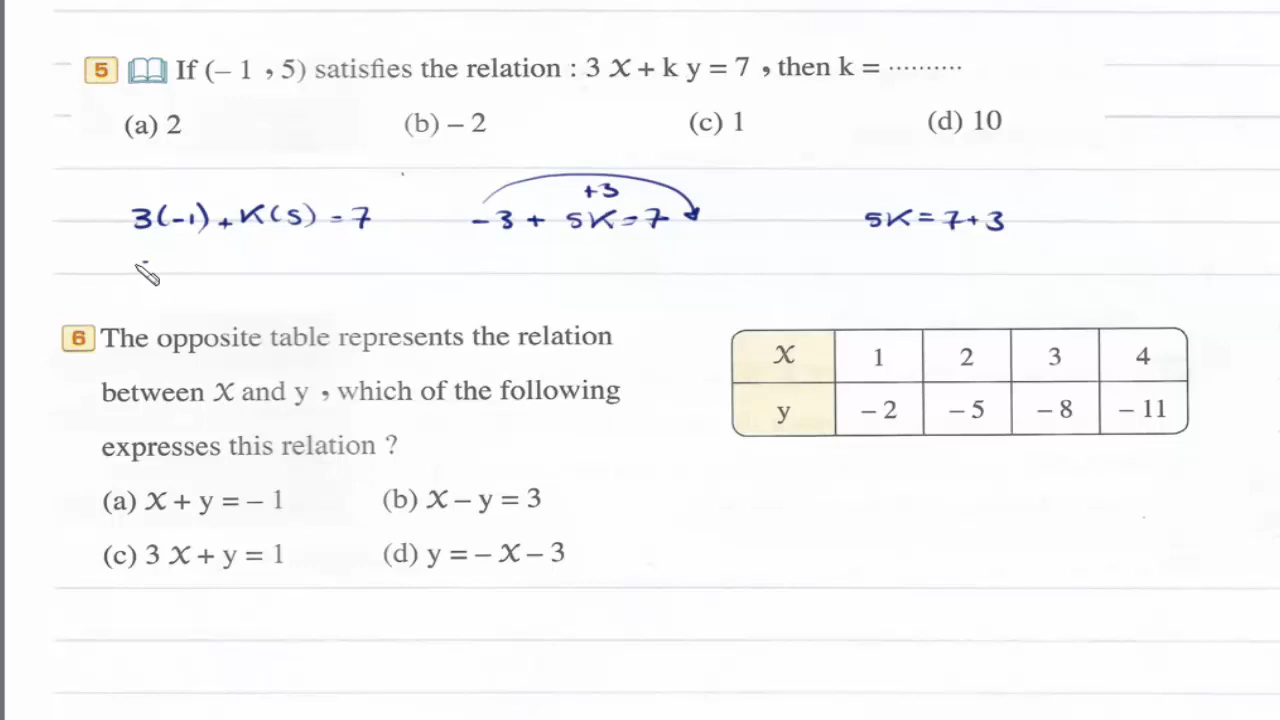 5 If (– 1 , 5) satisfies the relation : 3 X + k y = 7 , then k = ..........
(a) 2 (b) – 2 (c) 1 (d) 10
3(-1) + K(5) = 7 -3 + 5K = 7 +3 5K = 7 + 3
6 The opposite table represents the relation
between X and y , which of the following
expresses this relation ?
X 1 2 3 4
y – 2 – 5 – 8 – 11
(a) X + y = – 1 (b) X – y = 3
(c) 3 X + y = 1 (d) y = – X – 3